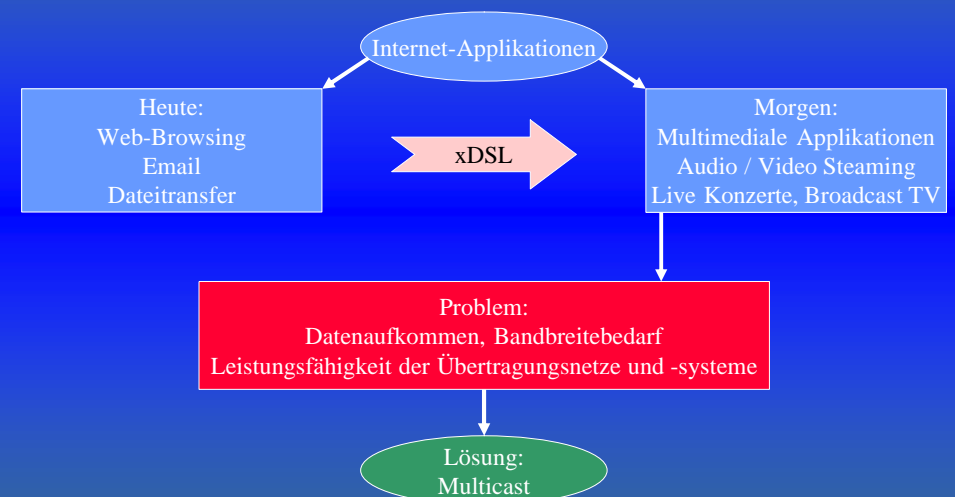 Internet-Applikationen
Heute:
Web-Browsing
Email
Dateitransfer
xDSL
Morgen:
Multimediale Applikationen
Audio / Video Steaming
Live Konzerte, Broadcast TV
Problem:
Datenaufkommen, Bandbreitebedarf
Leistungsfähigkeit der Übertragungsnetze und -systeme
Lösung:
Multicast